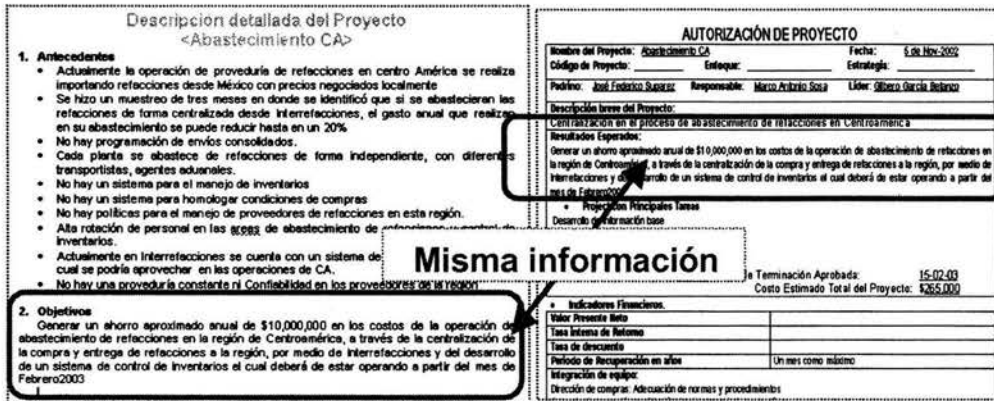 Descripción detallada del Proyecto
<Abastecimiento CA>
1. Antecedentes
• Actualmente la operación de proveduría de refacciones en centro América se realiza
importando refacciones desde México con precios negociados localmente
• Se hizo un muestreo de tres meses en donde se identificó que si se abastecieran las
refacciones de forma centralizada desde Interrefacciones, el gasto anual que realizan
en su abastecimiento se puede reducir hasta en un 20%
• No hay programación de envíos consolidados.
• Cada planta se abastece de refacciones de forma independiente, con diferentes
transportistas, agentes aduanales.
• No hay un sistema para el manejo de inventarios
• No hay un sistema para homologar condiciones de compras
• No hay políticas para el manejo de proveedores de refacciones en esta región.
• Alta rotación de personal en las areas de abastecimiento de refacciones y control de
inventarios.
• Actualmente en Interrefacciones se cuenta con un sistema de
cual se podría aprovechar en las operaciones de CA.
• No hay una proveduría constante ni Confiabilidad en los proveedores de la región
2. Objetivos
Generar un ahorro aproximado anual de $10,000,000 en los costos de la operación de
abastecimiento de refacciones en la región de Centroamérica, a través de la centralización de
la compra y entrega de refacciones a la región, por medio de Interrefacciones y del desarrollo
de un sistema de control de inventarios el cual deberá de estar operando a partir del mes de
Febrero2003
Misma información
AUTORIZACIÓN DE PROYECTO
Nombre del Proyecto: Abastecimiento CA Fecha: 5 de Nov-2002
Código de Proyecto: Enfoque: Estrategia:
Padrino: José Federico Suparez Responsable: Marco Antonio Sosa Líder: Gilbero García Betanzo
Descripción breve del Proyecto:
Centralización en el proceso de abastecimiento de refacciones en Centroamérica
Resultados Esperados:
Generar un ahorro aproximado anual de $10,000,000 en los costos de la operación de abastecimiento de refacciones en
la región de Centroamérica, a través de la centralización de la compra y entrega de refacciones a la región, por medio de
Interrefacciones y del desarrollo de un sistema de control de inventarios el cual deberá de estar operando a partir del
mes de Febrero2003
• Projection Principales Tareas
Desarrollo de información base
Terminación Aprobada: 15-02-03
Costo Estimado Total del Proyecto: $265,000
• Indicadores Financieros.
Valor Presente Neto
Tasa Interna de Retorno
Tasa de descuento
Periodo de Recuperación en años Un mes como máximo
Integración de equipo:
Dirección de compras: Adecuación de normas y procedimientos